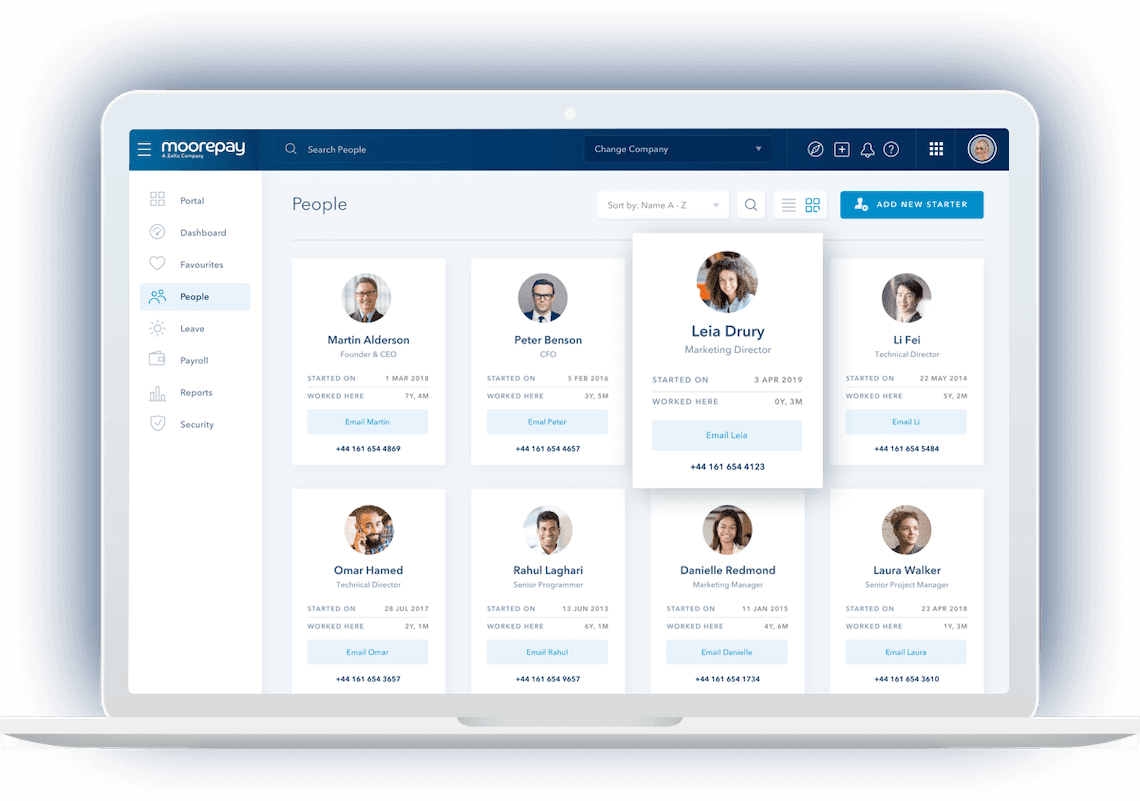 moorepay
A Zellis Company
Search People
Change Company
Portal
Dashboard
Favourites
People
Leave
Payroll
Reports
Security
People
Sort by: Name A - Z
ADD NEW STARTER
Martin Alderson
Founder & CEO
STARTED ON 1 MAR 2018
WORKED HERE 7Y, 4M
Email Martin
+44 161 654 4869
Peter Benson
CFO
STARTED ON 5 FEB 2016
WORKED HERE 3Y, 5M
Emal Peter
+44 161 654 4657
Leia Drury
Marketing Director
STARTED ON 3 APR 2019
WORKED HERE 0Y, 3M
Email Leia
+44 161 654 4123
Li Fei
Technical Director
STARTED ON 22 MAY 2014
WORKED HERE 5Y, 2M
Email Li
+44 161 654 5484
Omar Hamed
Technical Director
STARTED ON 28 JUL 2017
WORKED HERE 2Y, 1M
Email Omar
+44 161 654 3657
Rahul Laghari
Senior Programmer
STARTED ON 13 JUN 2013
WORKED HERE 6Y, 1M
Email Rahul
+44 161 654 9657
Danielle Redmond
Marketing Manager
STARTED ON 11 JAN 2015
WORKED HERE 4Y, 6M
Email Danielle
+44 161 654 1734
Laura Walker
Senior Project Manager
STARTED ON 23 APR 2018
WORKED HERE 1Y, 3M
Email Laura
+44 161 654 3610